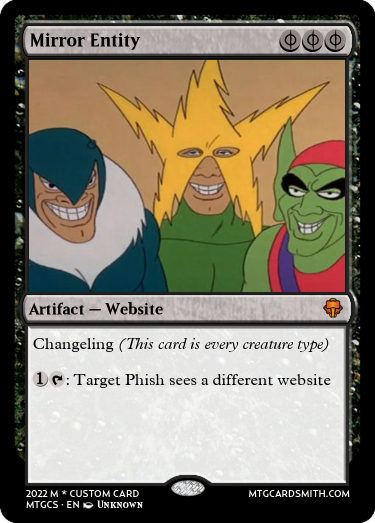 Mirror Entity
Artifact — Website
Changeling (This card is every creature type)
1: Target Phish sees a different website
2022 M * CUSTOM CARD
MTGCS · EN Unknown
MTGCARDSMITH.COM